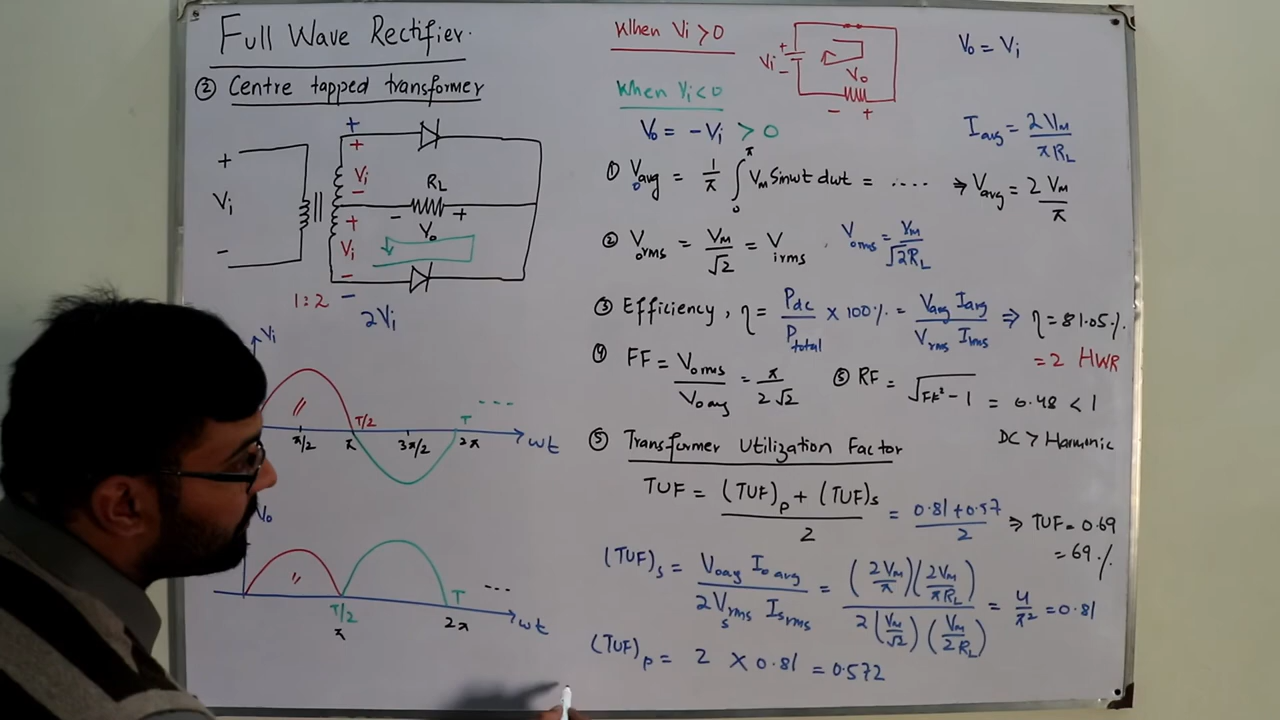 Full Wave Rectifier.
② Centre tapped transformer
+ Vi -
+ + Vi -
+ Vi - -
RL
- +
Vo
1:2
2Vi
Vi
π/2 π T/2 3π/2 T 2π ωt
Vo
T/2 π T 2π ωt
When Vi > 0
Vi + -
Vo
- +
Vo = Vi
When Vi < 0
Vo = -Vi > 0
Iavg = 2VM / πRL
① Voavg = 1/π ∫₀^π VM Sinωt dωt = .... ⇒ Vavg = 2VM / π
② Vorms = VM/√2 = Virms , Vorms = VM / √2RL
③ Efficiency, η = Pdc / Ptotal × 100% = Vavg Iavg / Vrms Irms ⇒ η = 81.05%
= 2 HWR
④ FF = Vorms / Voavg = π / 2√2 ⑤ RF = √FF² - 1 = 0.48 < 1
DC > Harmonic
⑤ Transformer Utilization Factor
TUF = (TUF)p + (TUF)s / 2 = 0.81 + 0.57 / 2 ⇒ TUF = 0.69
= 69%
(TUF)s = Voavg Ioavg / 2Vsrms Isrms = (2VM/π)(2VM/πRL) / 2(VM/√2)(VM/2RL) = 4/π² = 0.81
(TUF)p = 2 × 0.81 = 0.572